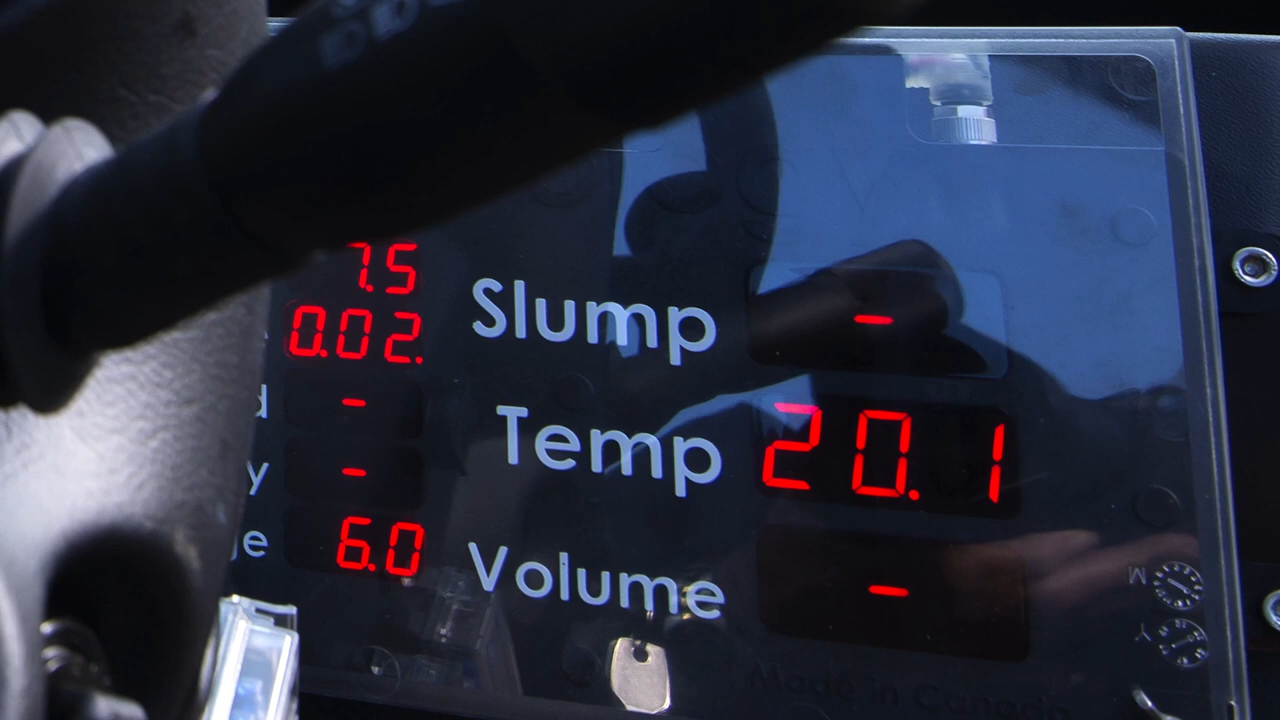 7.5
0.02.
Slump -
-
Temp 20.1
y -
6.0
Volume -
Made in Canada
M
Y